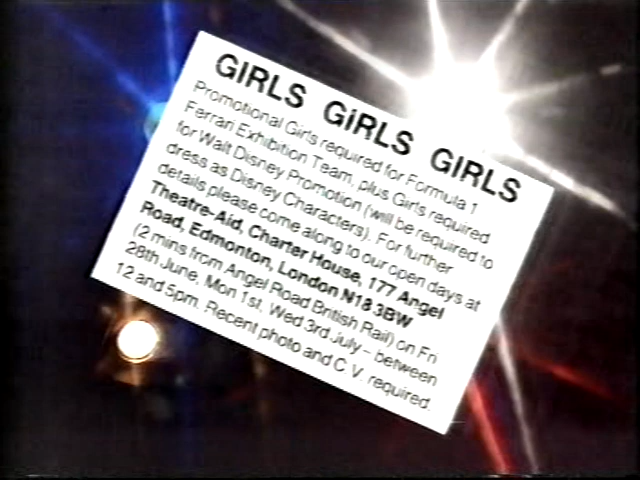 GIRLS GiRLS GIRLS
Promotional Girls required for Formula 1
Ferrari Exhibition Team, plus Girls required
for Walt Disney Promotion (will be required to
dress as Disney Characters). For further
details please come along to our open days at
Theatre-Aid, Charter House, 177 Angel
Road, Edmonton, London N18 3BW
(2 mins from Angel Road British Rail) on Fri
28th June, Mon 1st, Wed 3rd July – between
12 and 5pm. Recent photo and C.V. required.